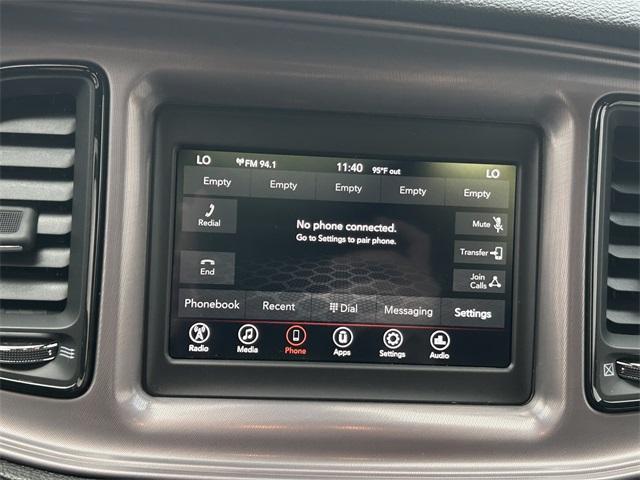 LO FM 94.1 11:40 95°F out LO
Empty Empty Empty Empty Empty
No phone connected.
Go to Settings to pair phone.
Redial
End
Mute
Transfer
Join
Calls
Phonebook Recent Dial Messaging Settings
Radio Media Phone Apps Settings Audio